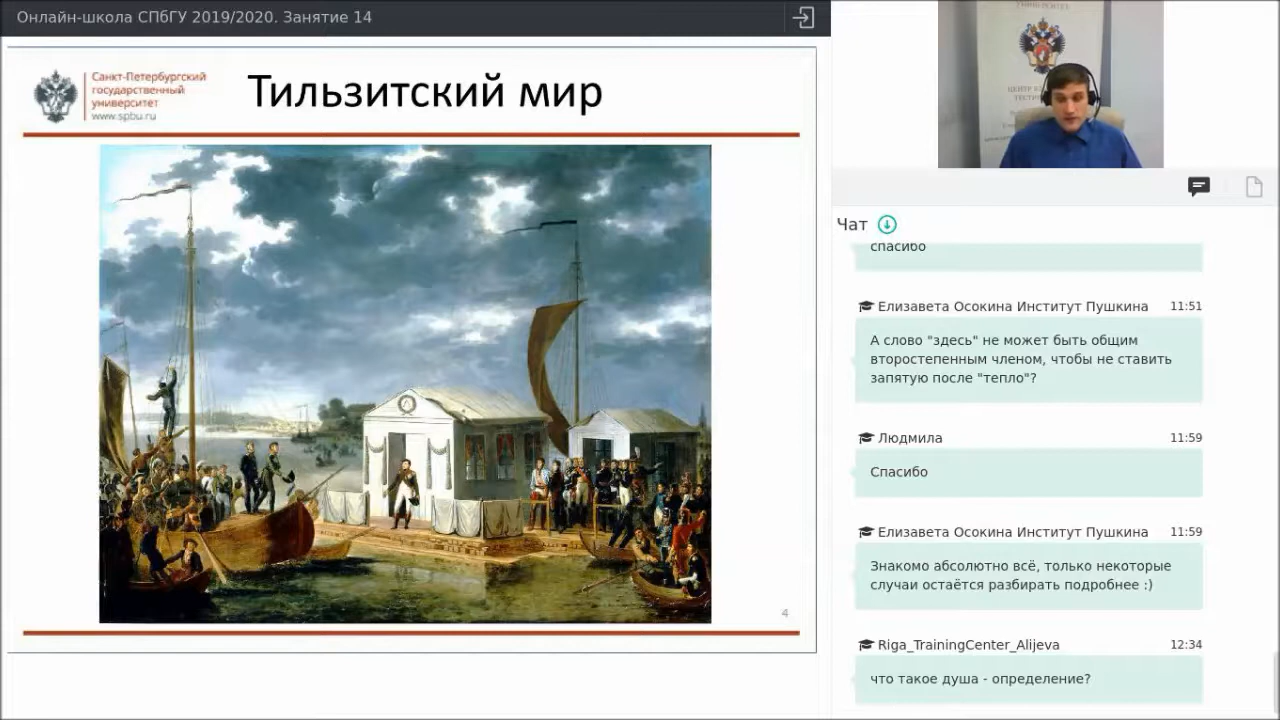 Онлайн-школа СПбГУ 2019/2020. Занятие 14
Санкт-Петербургский
государственный
университет
www.spbu.ru
Тильзитский мир
4
Чат
спасибо
Елизавета Осокина Институт Пушкина 11:51
А слово "здесь" не может быть общим
второстепенным членом, чтобы не ставить
запятую после "тепло"?
Людмила 11:59
Спасибо
Елизавета Осокина Институт Пушкина 11:59
Знакомо абсолютно всё, только некоторые
случаи остаётся разбирать подробнее :)
Riga_TrainingCenter_Alijeva 12:34
что такое душа - определение?